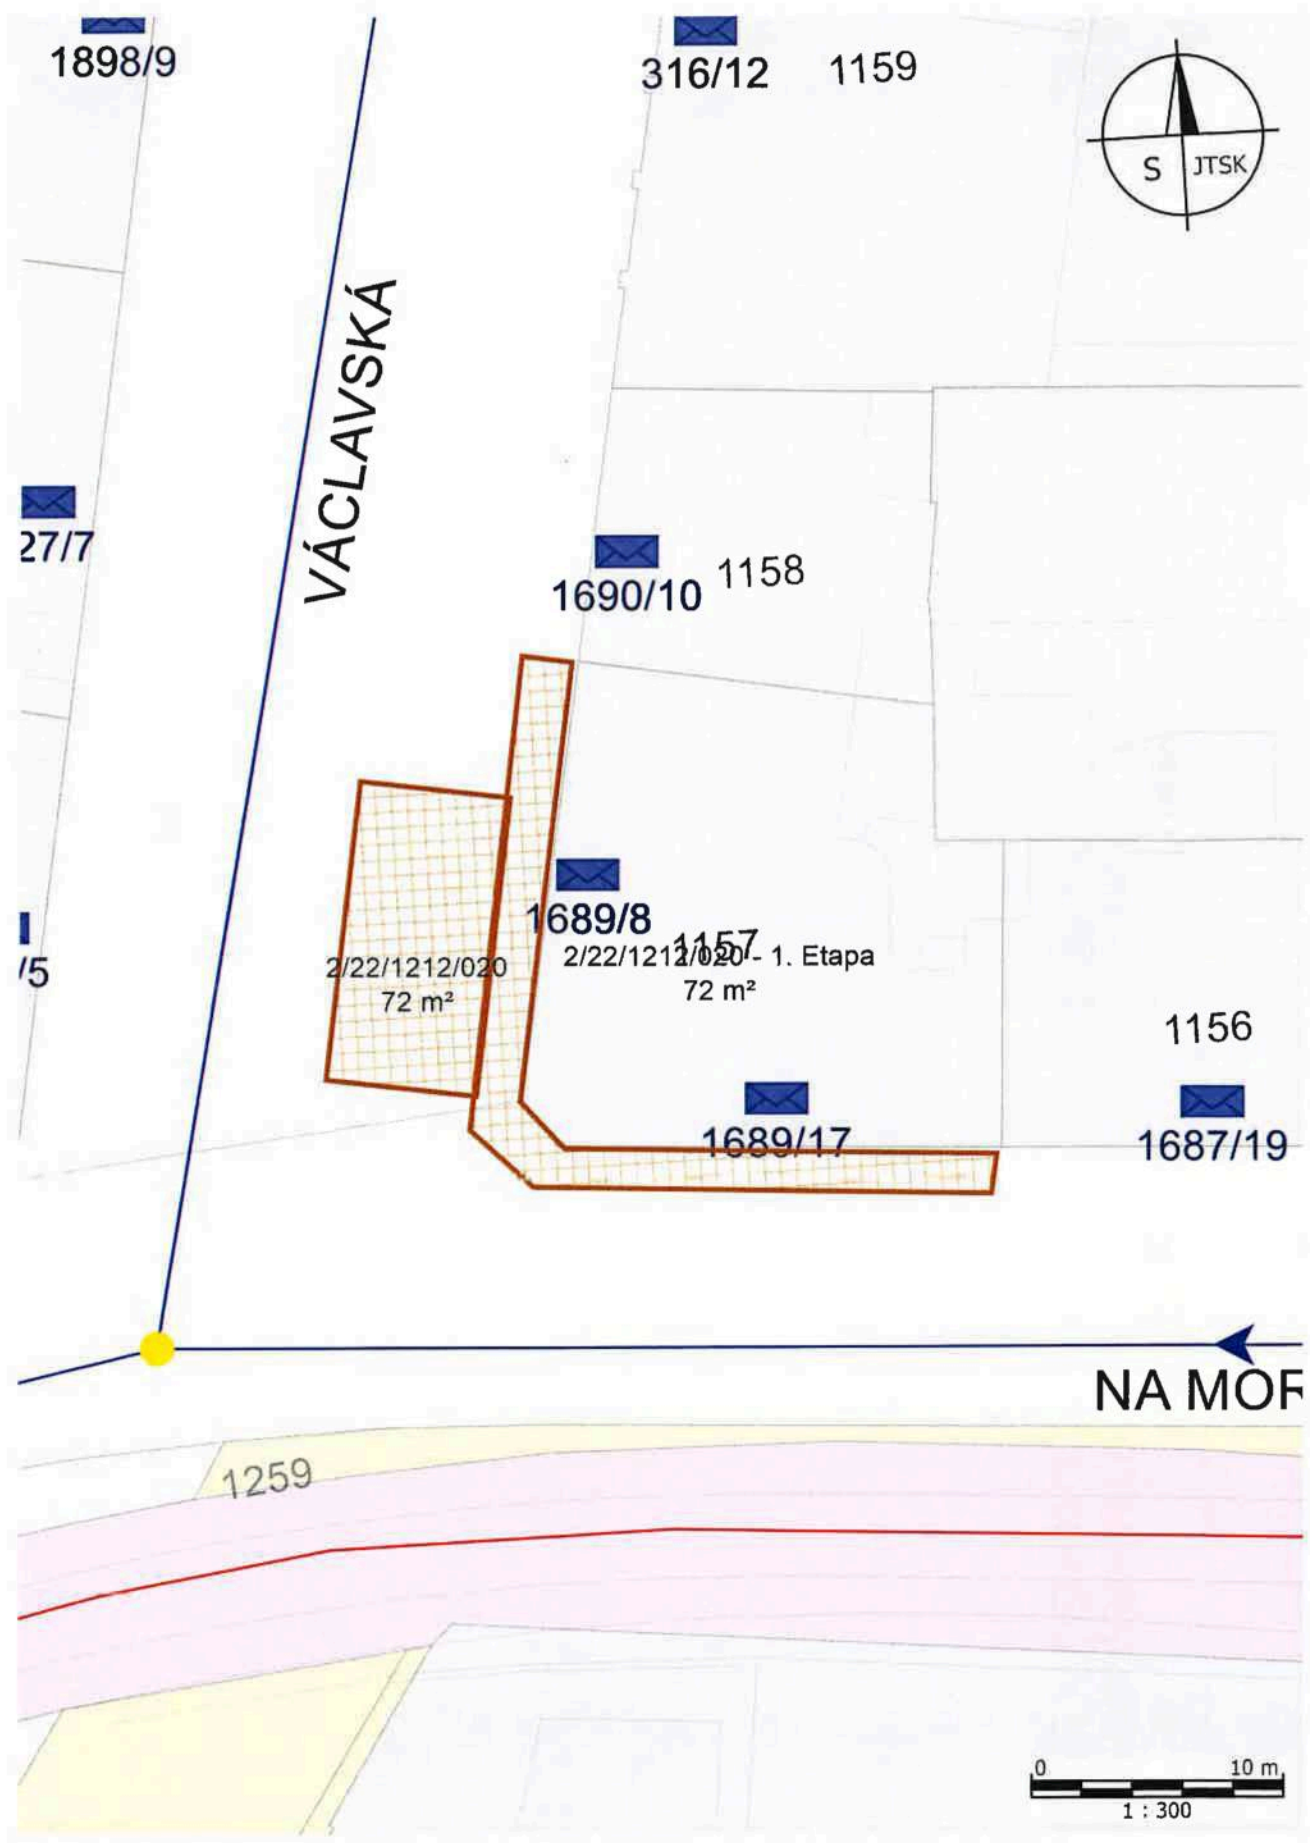 1898/9
316/12
1159
S JTSK
VÁCLAVSKÁ
27/7
1690/10
1158
1689/8
1157
2/22/1212/020
72 m²
2/22/1212/020 - 1. Etapa
72 m²
/5
1156
1689/17
1687/19
NA MOR
1259
0 10 m
1 : 300